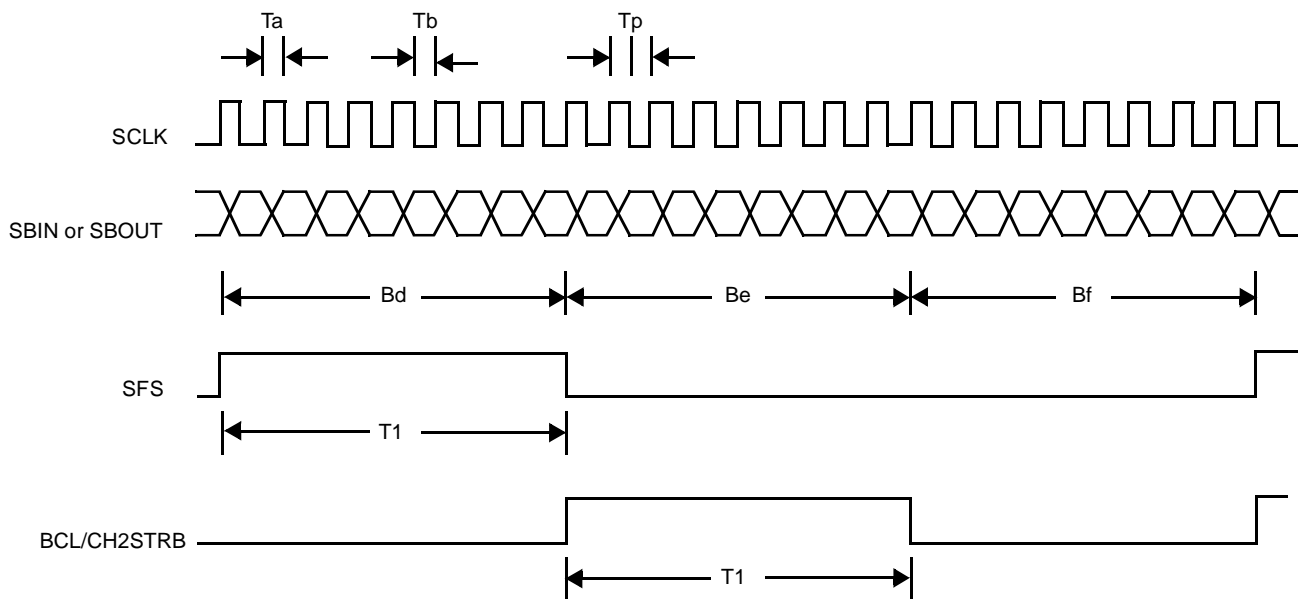 Ta Tb Tp
SCLK
SBIN or SBOUT
Bd Be Bf
SFS
T1
BCL/CH2STRB
T1